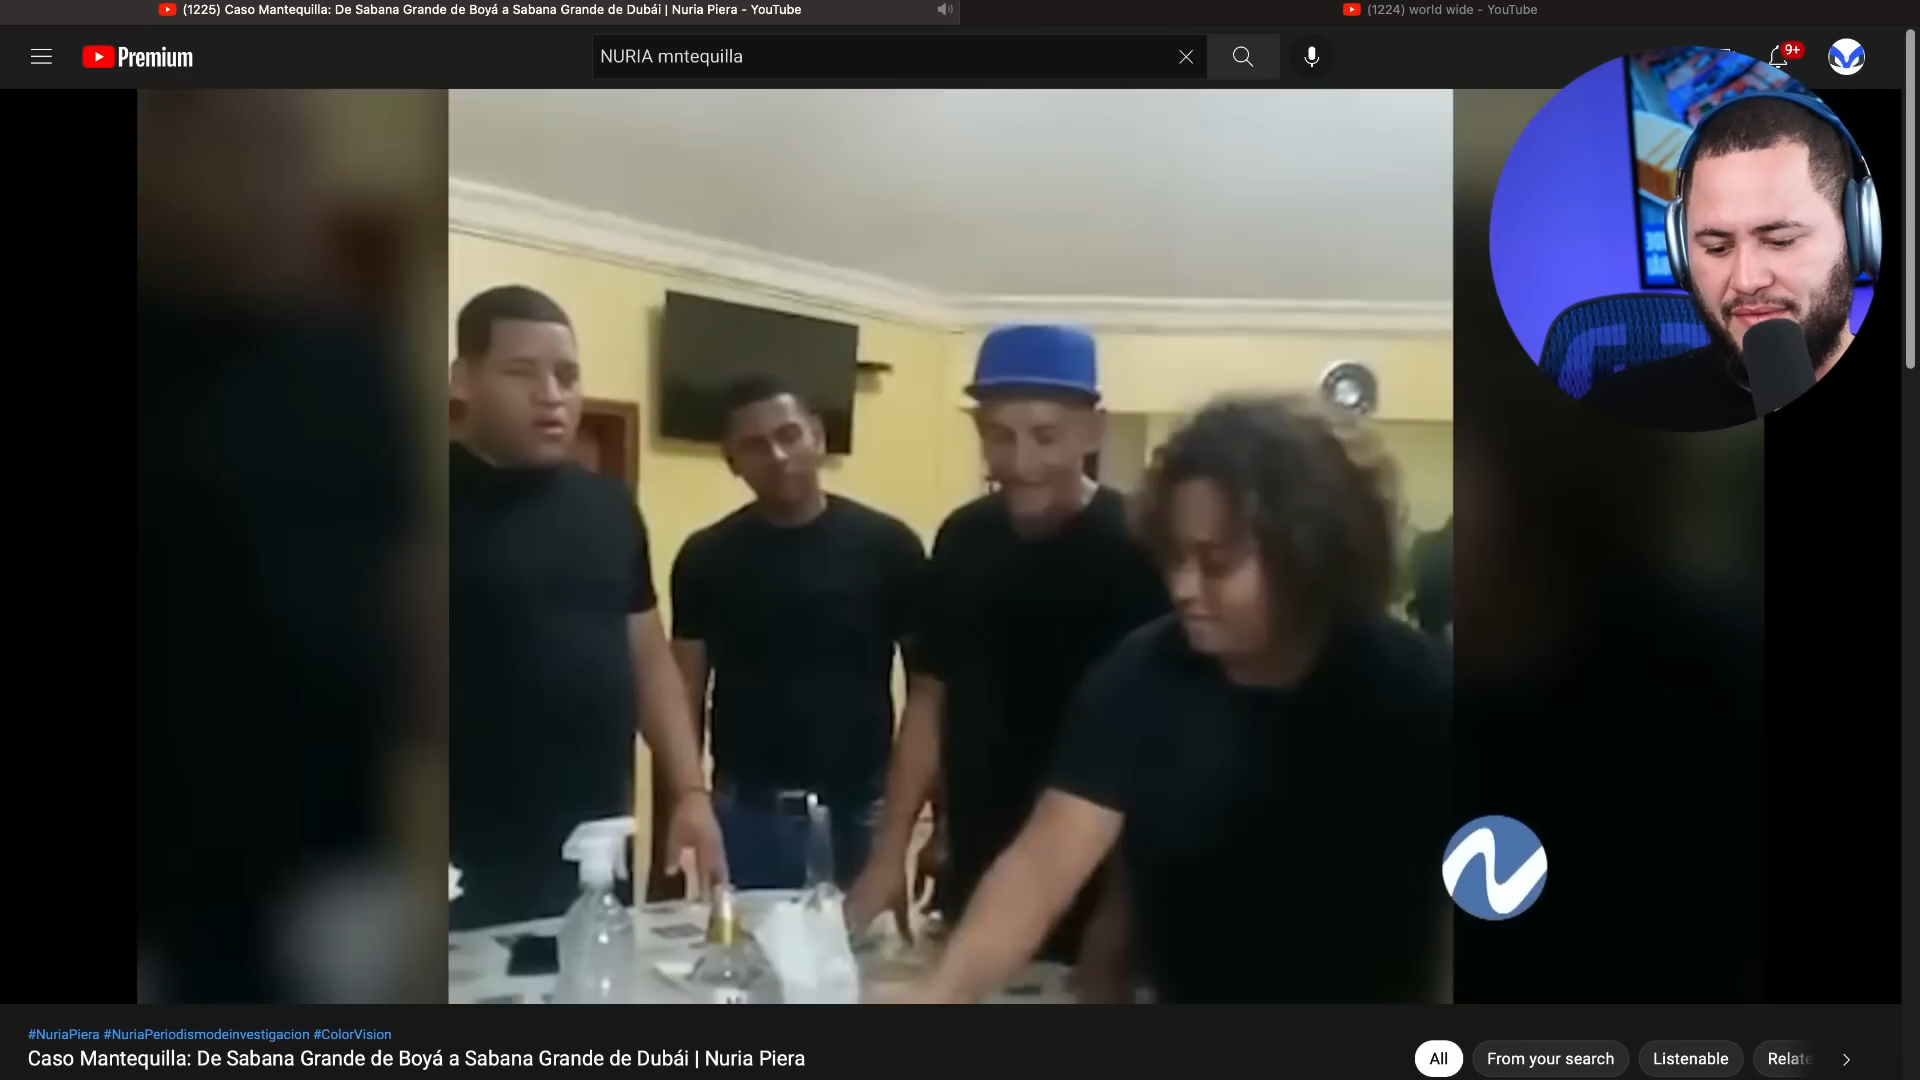 (1225) Caso Mantequilla: De Sabana Grande de Boyá a Sabana Grande de Dubái | Nuria Piera - YouTube
(1224) world wide - YouTube
Premium
NURIA mntequilla
9+
#NuriaPiera #NuriaPeriodismodeinvestigacion #ColorVision
Caso Mantequilla: De Sabana Grande de Boyá a Sabana Grande de Dubái | Nuria Piera
All
From your search
Listenable
Relate